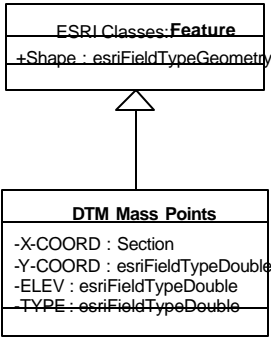 ESRI Classes::Feature
+Shape : esriFieldTypeGeometry
DTM Mass Points
-X-COORD : Section
-Y-COORD : esriFieldTypeDouble
-ELEV : esriFieldTypeDouble
-TYPE : esriFieldTypeDouble